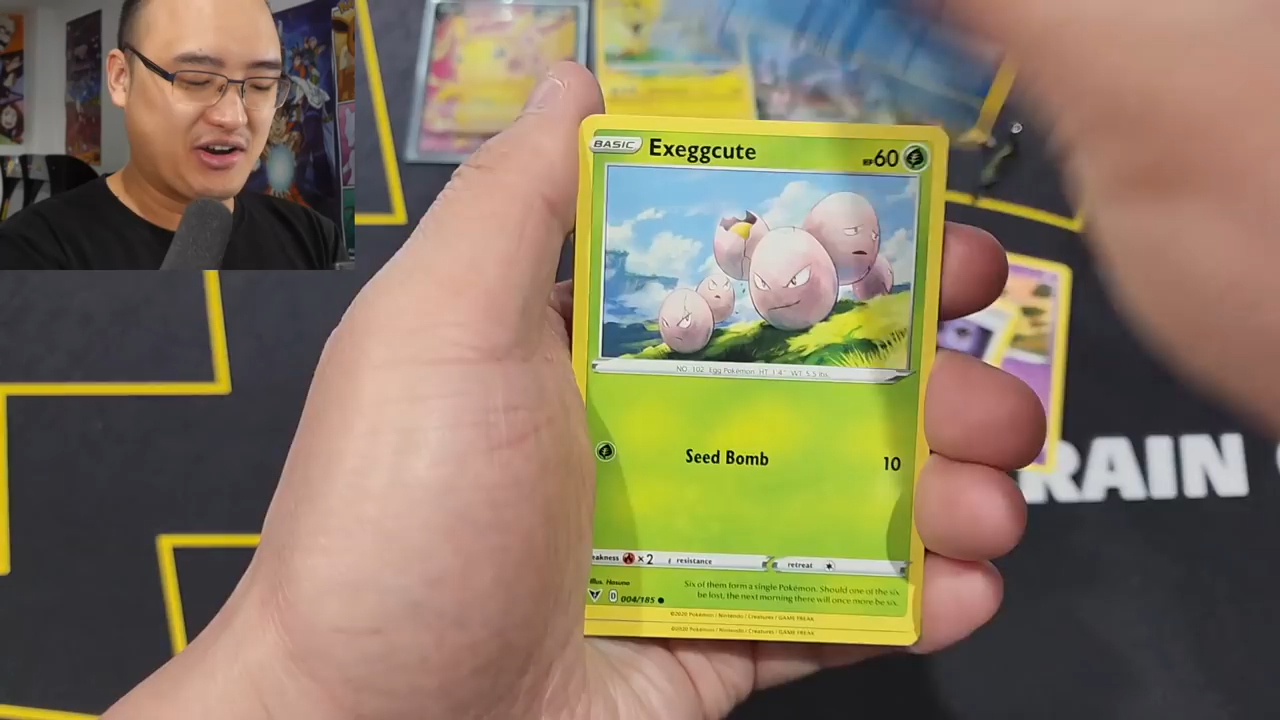 BASIC Exeggcute HP60
NO. 102 Egg Pokémon HT 1'4" WT 5.5 lbs.
Seed Bomb 10
eakness ×2 resistance retreat
Illus. Hasuno
D 004/185
Six of them form a single Pokémon. Should one of the six
be lost, the next morning there will once more be six.
©2020 Pokémon / Nintendo / Creatures / GAME FREAK
©2020 Pokémon / Nintendo / Creatures / GAME FREAK
RAIN